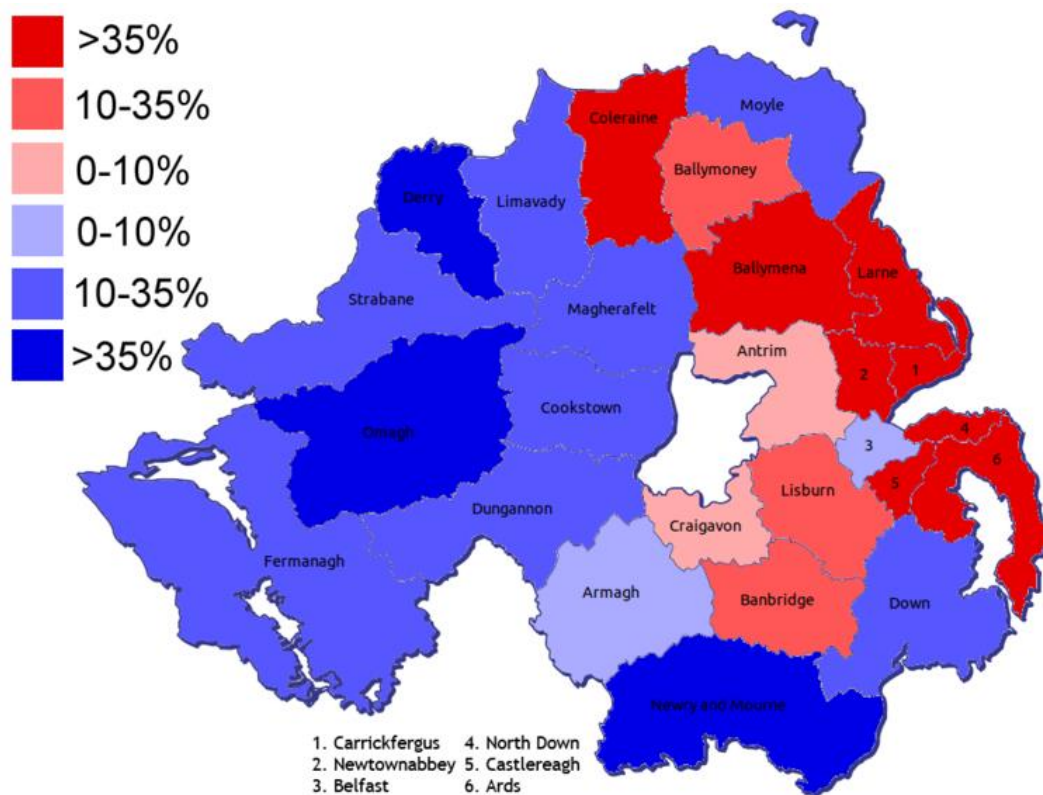 >35%
10-35%
0-10%
0-10%
10-35%
>35%
Moyle
Coleraine
Ballymoney
Derry
Limavady
Ballymena
Larne
Strabane
Magherafelt
Antrim
1
2
Cookstown
Omagh
3
4
6
5
Lisburn
Dungannon
Craigavon
Fermanagh
Armagh
Banbridge
Down
Newry and Mourne
1. Carrickfergus 4. North Down
2. Newtownabbey 5. Castlereagh
3. Belfast 6. Ards